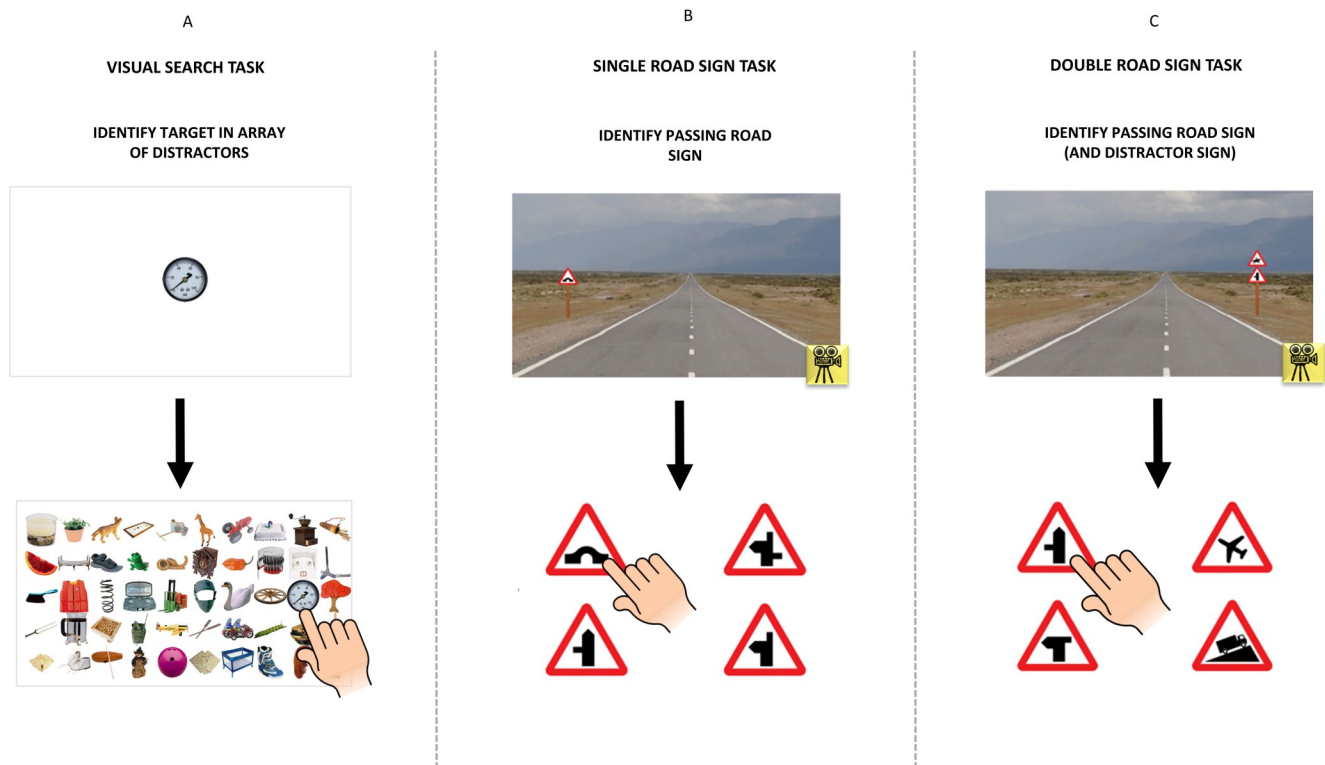 A
VISUAL SEARCH TASK
IDENTIFY TARGET IN ARRAY
OF DISTRACTORS
B
SINGLE ROAD SIGN TASK
IDENTIFY PASSING ROAD
SIGN
C
DOUBLE ROAD SIGN TASK
IDENTIFY PASSING ROAD SIGN
(AND DISTRACTOR SIGN)